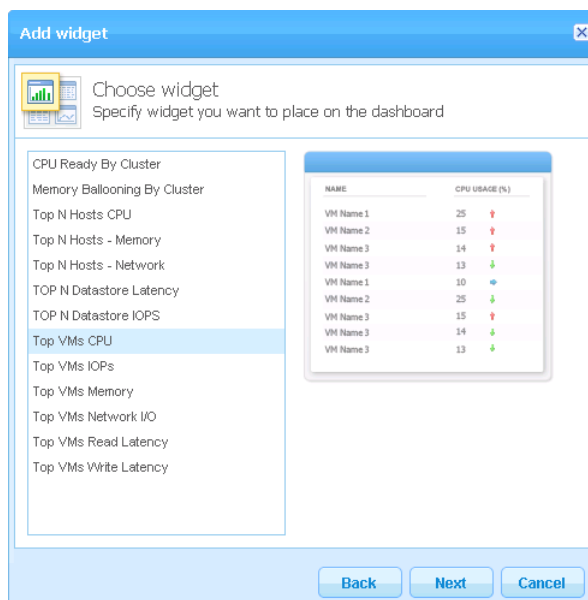 Add widget
Choose widget
Specify widget you want to place on the dashboard
CPU Ready By Cluster
Memory Ballooning By Cluster
Top N Hosts CPU
Top N Hosts - Memory
Top N Hosts - Network
TOP N Datastore Latency
TOP N Datastore IOPS
Top VMs CPU
Top VMs IOPs
Top VMs Memory
Top VMs Network I/O
Top VMs Read Latency
Top VMs Write Latency
NAME CPU USAGE (%)
VM Name 1 25
VM Name 2 15
VM Name 3 14
VM Name 3 13
VM Name 1 10
VM Name 2 25
VM Name 3 15
VM Name 3 14
VM Name 3 13
Back Next Cancel